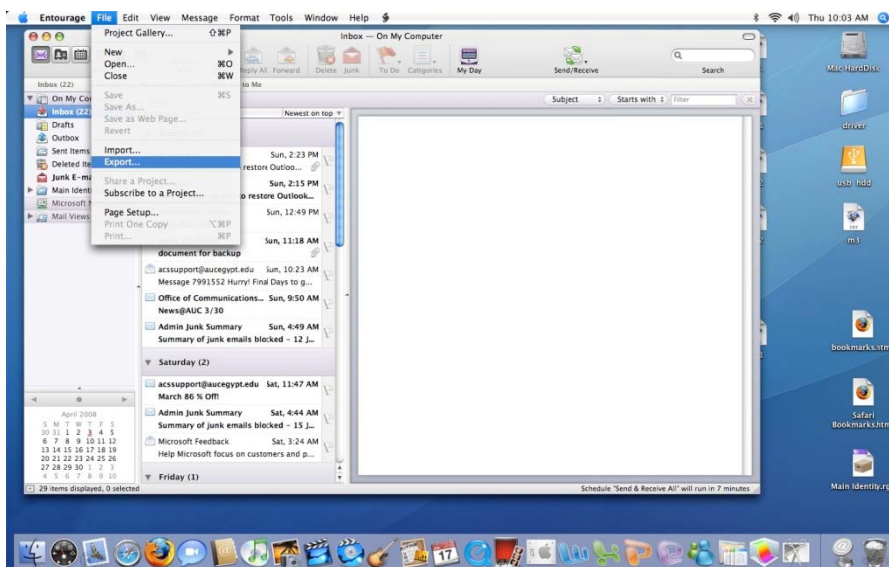 Entourage File Edit View Message Format Tools Window Help Thu 10:03 AM
Inbox — On My Computer
Project Gallery... ⇧⌘P
New
Open... ⌘O
Close ⌘W
Save ⌘S
Save As...
Save as Web Page...
Revert
Import...
Export...
Share a Project...
Subscribe to a Project...
Page Setup...
Print One Copy ⌥⌘P
Print... ⌘P
Reply All Forward Delete Junk To Do Categories My Day Send/Receive Search
Inbox (22) to Me
Subject Starts with Filter
On My Co
Inbox (22)
Drafts
Outbox
Sent Items
Deleted Ite
Junk E-ma
Main Identi
Microsoft
Mail Views
Newest on top
Sun, 2:23 PM
restore Outloo...
Sun, 2:15 PM
to restore Outlook...
Sun, 12:49 PM
Sun, 11:18 AM
document for backup
acssupport@aucegypt.edu Sun, 10:23 AM
Message 7991552 Hurry! Final Days to g...
Office of Communications... Sun, 9:50 AM
News@AUC 3/30
Admin Junk Summary Sun, 4:49 AM
Summary of junk emails blocked - 12 J...
Saturday (2)
acssupport@aucegypt.edu Sat, 11:47 AM
March 86 % Off!
Admin Junk Summary Sat, 4:44 AM
Summary of junk emails blocked - 15 J...
Microsoft Feedback Sat, 3:24 AM
Help Microsoft focus on customers and p...
Friday (1)
April 2008
S M T W T F S
30 31 1 2 3 4 5
6 7 8 9 10 11 12
13 14 15 16 17 18 19
20 21 22 23 24 25 26
27 28 29 30 1 2 3
4 5 6 7 8 9 10
29 items displayed, 0 selected
Schedule "Send & Receive All" will run in 7 minutes
Mac HardDisk
driver
usb hdd
m3
bookmarks.htm
Safari
Bookmarks.htm
Main Identity.rg
17